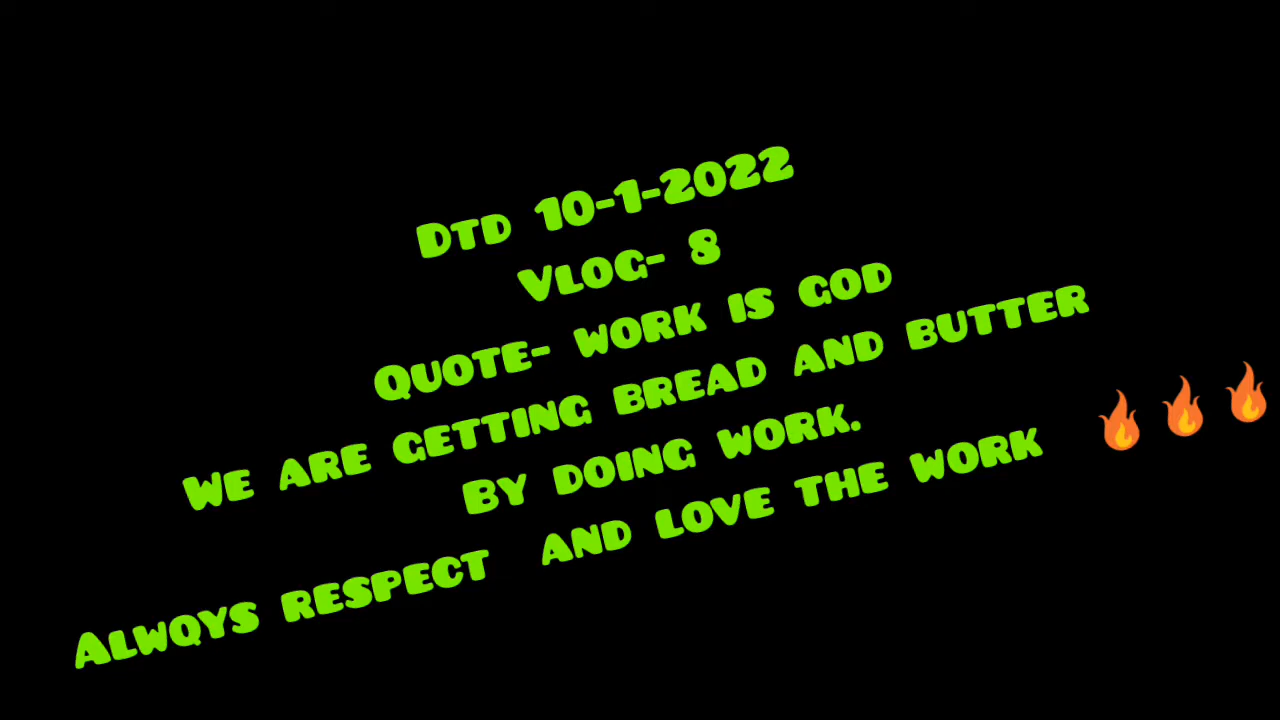 Dtd 10-1-2022
Vlog- 8
Quote- work is god
We are getting bread and butter
By doing work.
Alwqys respect and love the work 🔥🔥🔥